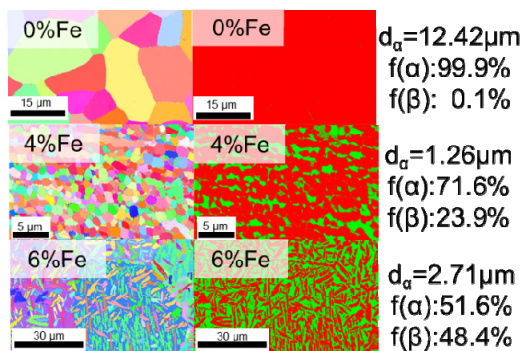 0%Fe
0%Fe
15 μm
15 μm
dα=12.42μm
f(α):99.9%
f(β): 0.1%
4%Fe
4%Fe
5 μm
5 μm
dα=1.26μm
f(α):71.6%
f(β):23.9%
6%Fe
6%Fe
30 μm
30 μm
dα=2.71μm
f(α):51.6%
f(β):48.4%